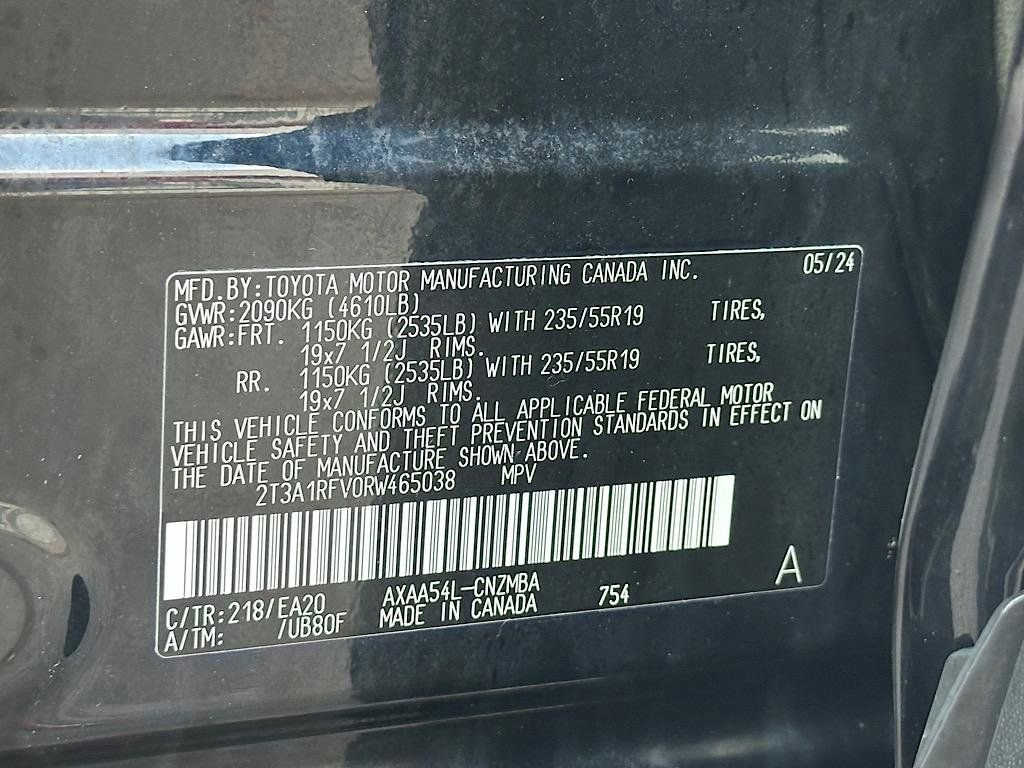 MFD. BY: TOYOTA MOTOR MANUFACTURING CANADA INC. 05/24
GVWR: 2090KG (4610LB)
GAWR: FRT. 1150KG (2535LB) WITH 235/55R19 TIRES,
19x7 1/2J RIMS.
RR. 1150KG (2535LB) WITH 235/55R19 TIRES,
19x7 1/2J RIMS.
THIS VEHICLE CONFORMS TO ALL APPLICABLE FEDERAL MOTOR
VEHICLE SAFETY AND THEFT PREVENTION STANDARDS IN EFFECT ON
THE DATE OF MANUFACTURE SHOWN ABOVE.
2T3A1RFV0RW465038 MPV
C/TR: 218/EA20 AXAA54L-CNZMBA 754 A
A/TM: /UB80F MADE IN CANADA